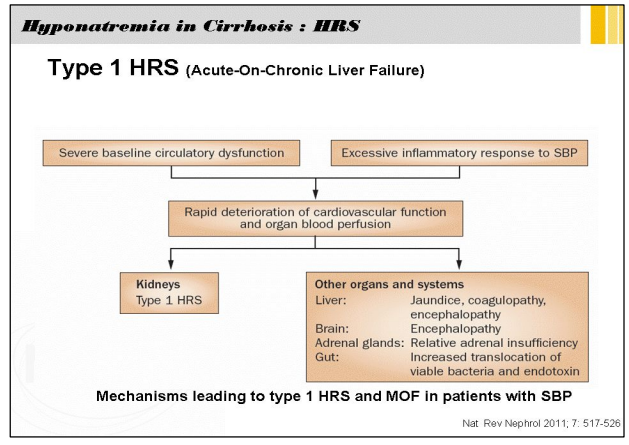 Hyponatremia in Cirrhosis : HRS
Type 1 HRS (Acute-On-Chronic Liver Failure)
Severe baseline circulatory dysfunction
Excessive inflammatory response to SBP
Rapid deterioration of cardiovascular function
and organ blood perfusion
Kidneys
Type 1 HRS
Other organs and systems
Liver: Jaundice, coagulopathy,
encephalopathy
Brain: Encephalopathy
Adrenal glands: Relative adrenal insufficiency
Gut: Increased translocation of
viable bacteria and endotoxin
Mechanisms leading to type 1 HRS and MOF in patients with SBP
Nat Rev Nephrol 2011; 7: 517-526